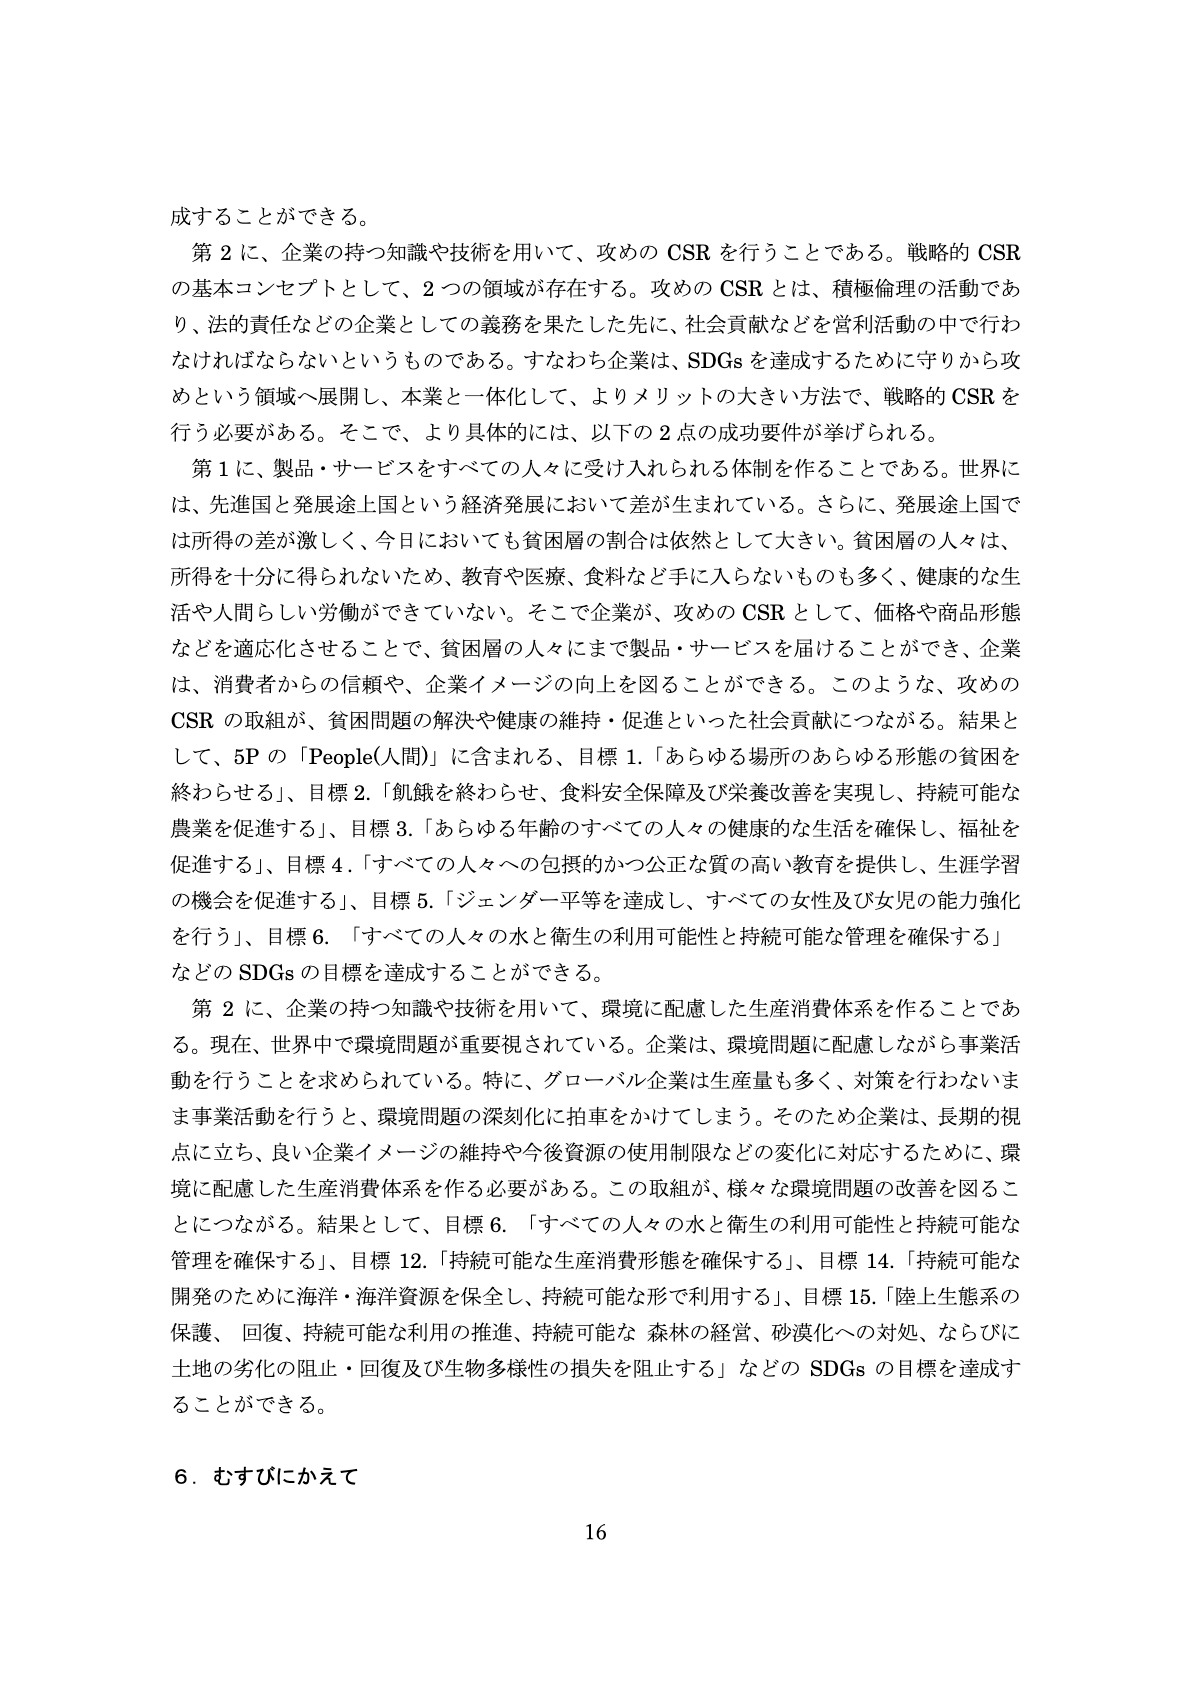 成することができる。
第 2 に、企業の持つ知識や技術を用いて、攻めの CSR を行うことである。戦略的 CSR
の基本コンセプトとして、2 つの領域が存在する。攻めの CSR とは、積極倫理の活動であ
り、法的責任などの企業としての義務を果たした先に、社会貢献などを営利活動の中で行わ
なければならないというものである。すなわち企業は、SDGs を達成するために守りから攻
めという領域へ展開し、本業と一体化して、よりメリットの大きい方法で、戦略的 CSR を
行う必要がある。そこで、より具体的には、以下の 2 点の成功要件が挙げられる。
第 1 に、製品・サービスをすべての人々に受け入れられる体制を作ることである。世界に
は、先進国と発展途上国という経済発展において差が生まれている。さらに、発展途上国で
は所得の差が激しく、今日においても貧困層の割合は依然として大きい。貧困層の人々は、
所得を十分に得られないため、教育や医療、食料など手に入らないものも多く、健康的な生
活や人間らしい労働ができていない。そこで企業が、攻めの CSR として、価格や商品形態
などを適応化させることで、貧困層の人々にまで製品・サービスを届けることができ、企業
は、消費者からの信頼や、企業イメージの向上を図ることができる。このような、攻めの
CSR の取組が、貧困問題の解決や健康の維持・促進といった社会貢献につながる。結果と
して、5P の「People(人間)」に含まれる、目標 1.「あらゆる場所のあらゆる形態の貧困を
終わらせる」、目標 2.「飢餓を終わらせ、食料安全保障及び栄養改善を実現し、持続可能な
農業を促進する」、目標 3.「あらゆる年齢のすべての人々の健康的な生活を確保し、福祉を
促進する」、目標 4.「すべての人々への包摂的かつ公正な質の高い教育を提供し、生涯学習
の機会を促進する」、目標 5.「ジェンダー平等を達成し、すべての女性及び女児の能力強化
を行う」、目標 6. 「すべての人々の水と衛生の利用可能性と持続可能な管理を確保する」
などの SDGs の目標を達成することができる。
第 2 に、企業の持つ知識や技術を用いて、環境に配慮した生産消費体系を作ることであ
る。現在、世界中で環境問題が重要視されている。企業は、環境問題に配慮しながら事業活
動を行うことを求められている。特に、グローバル企業は生産量も多く、対策を行わないま
ま事業活動を行うと、環境問題の深刻化に拍車をかけてしまう。そのため企業は、長期的視
点に立ち、良い企業イメージの維持や今後資源の使用制限などの変化に対応するために、環
境に配慮した生産消費体系を作る必要がある。この取組が、様々な環境問題の改善を図るこ
とにつながる。結果として、目標 6. 「すべての人々の水と衛生の利用可能性と持続可能な
管理を確保する」、目標 12.「持続可能な生産消費形態を確保する」、目標 14.「持続可能な
開発のために海洋・海洋資源を保全し、持続可能な形で利用する」、目標 15.「陸上生態系の
保護、 回復、持続可能な利用の推進、持続可能な 森林の経営、砂漠化への対処、ならびに
土地の劣化の阻止・回復及び生物多様性の損失を阻止する」などの SDGs の目標を達成す
ることができる。
6．むすびにかえて
16